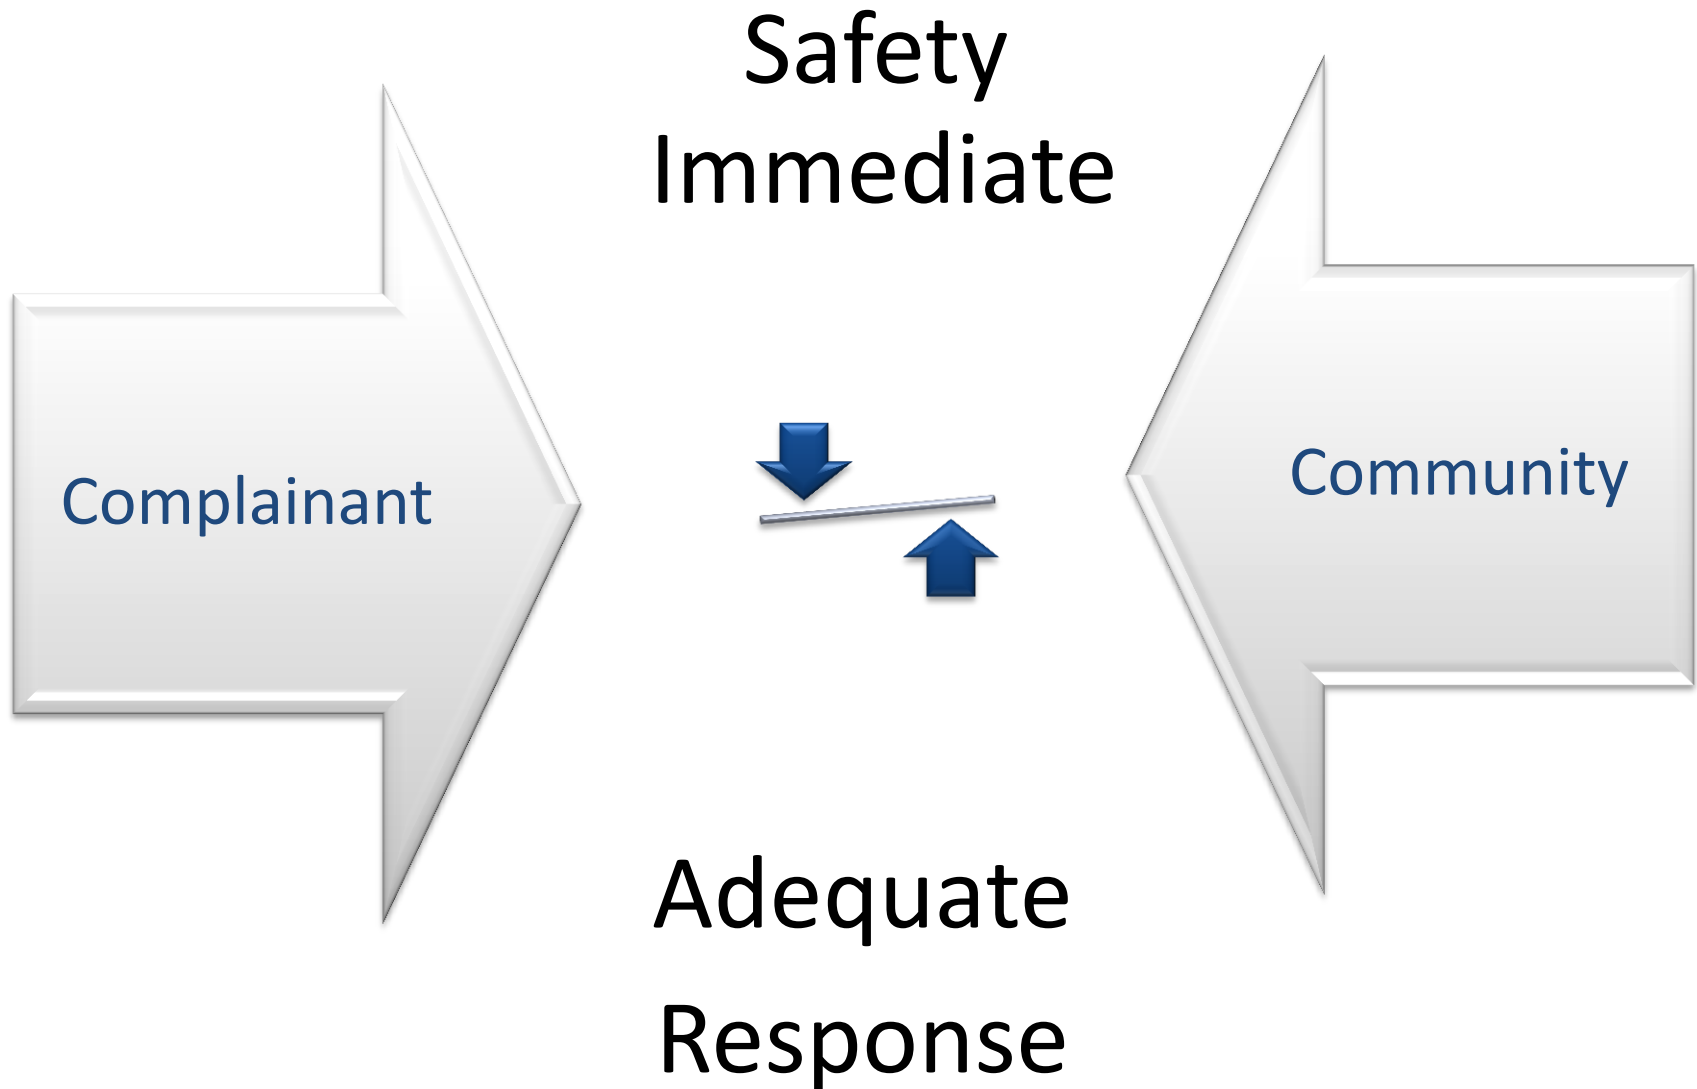 Safety
Immediate
Complainant
Community
Adequate
Response